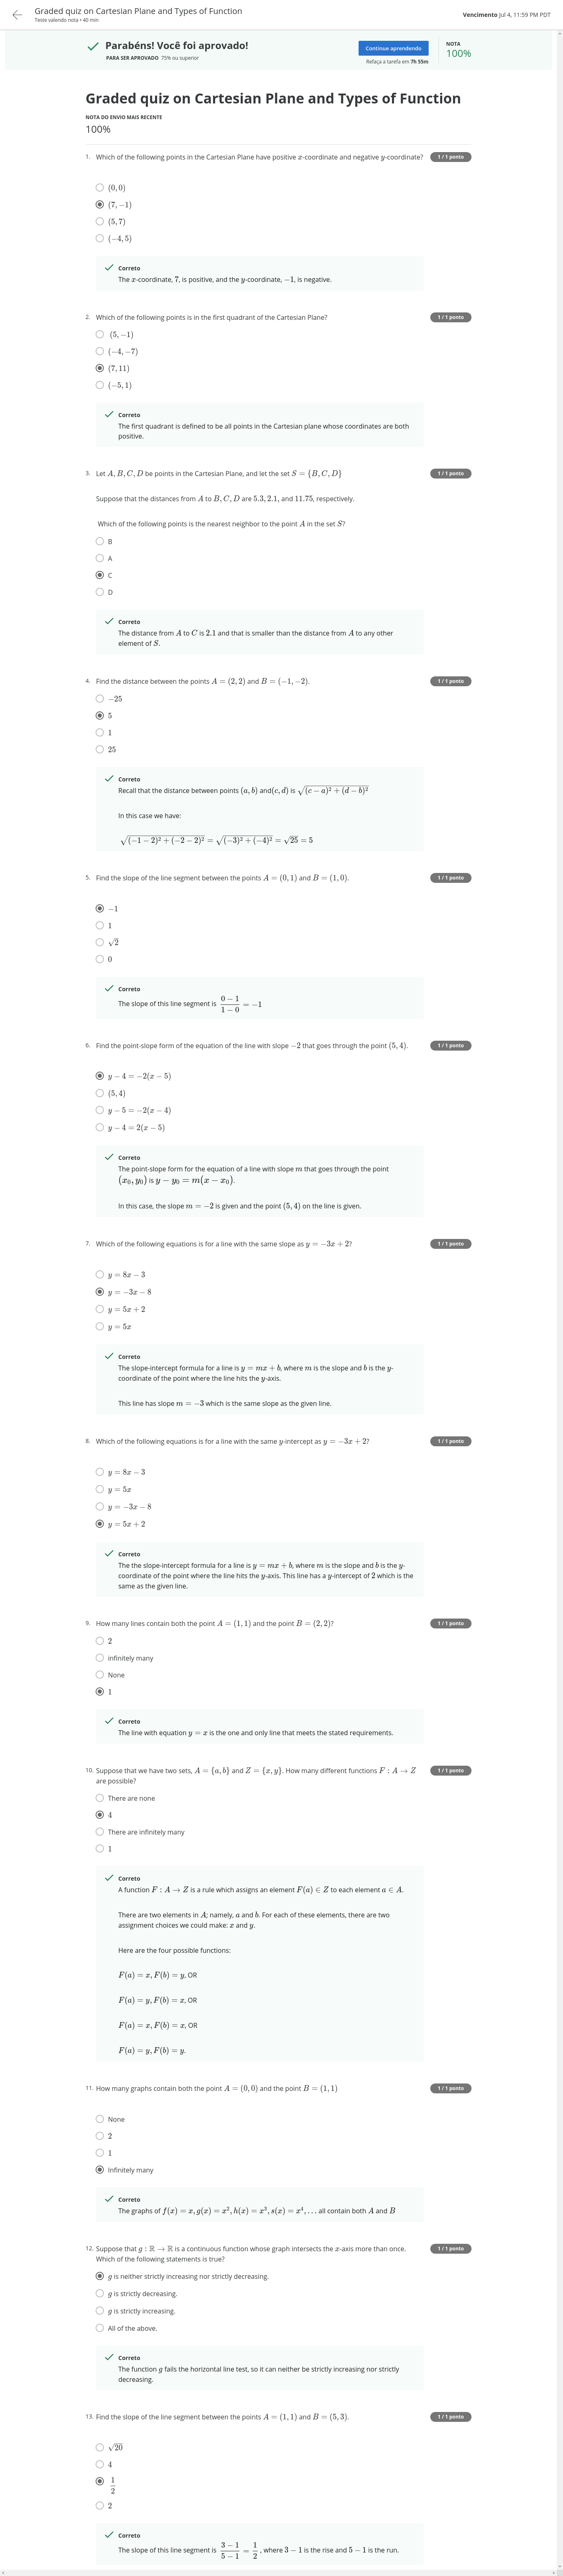 Graded quiz on Cartesian Plane and Types of Function
Teste valendo nota • 40 min
Vencimento Jul 4, 11:59 PM PDT
Parabéns! Você foi aprovado!
PARA SER APROVADO 75% ou superior
Continue aprendendo
Refaça a tarefa em 7h 55m
NOTA
100%
Graded quiz on Cartesian Plane and Types of Function
NOTA DO ENVIO MAIS RECENTE
100%
1. Which of the following points in the Cartesian Plane have positive x-coordinate and negative y-coordinate?
1 / 1 ponto
(0, 0)
(7, −1)
(5, 7)
(−4, 5)
Correto
The x-coordinate, 7, is positive, and the y-coordinate, −1, is negative.
2. Which of the following points is in the first quadrant of the Cartesian Plane?
1 / 1 ponto
(5, −1)
(−4, −7)
(7, 11)
(−5, 1)
Correto
The first quadrant is defined to be all points in the Cartesian plane whose coordinates are both
positive.
3. Let A, B, C, D be points in the Cartesian Plane, and let the set S = {B, C, D}
1 / 1 ponto
Suppose that the distances from A to B, C, D are 5.3, 2.1, and 11.75, respectively.
Which of the following points is the nearest neighbor to the point A in the set S?
B
A
C
D
Correto
The distance from A to C is 2.1 and that is smaller than the distance from A to any other
element of S.
4. Find the distance between the points A = (2, 2) and B = (−1, −2).
1 / 1 ponto
−25
5
1
25
Correto
Recall that the distance between points (a, b) and(c, d) is √(c − a)² + (d − b)²
In this case we have:
√(−1 − 2)² + (−2 − 2)² = √(−3)² + (−4)² = √25 = 5
5. Find the slope of the line segment between the points A = (0, 1) and B = (1, 0).
1 / 1 ponto
−1
1
√2
0
Correto
The slope of this line segment is (0 − 1)/(1 − 0) = −1
6. Find the point-slope form of the equation of the line with slope −2 that goes through the point (5, 4).
1 / 1 ponto
y − 4 = −2(x − 5)
(5, 4)
y − 5 = −2(x − 4)
y − 4 = 2(x − 5)
Correto
The point-slope form for the equation of a line with slope m that goes through the point
(x₀, y₀) is y − y₀ = m(x − x₀).
In this case, the slope m = −2 is given and the point (5, 4) on the line is given.
7. Which of the following equations is for a line with the same slope as y = −3x + 2?
1 / 1 ponto
y = 8x − 3
y = −3x − 8
y = 5x + 2
y = 5x
Correto
The slope-intercept formula for a line is y = mx + b, where m is the slope and b is the y-
coordinate of the point where the line hits the y-axis.
This line has slope m = −3 which is the same slope as the given line.
8. Which of the following equations is for a line with the same y-intercept as y = −3x + 2?
1 / 1 ponto
y = 8x − 3
y = 5x
y = −3x − 8
y = 5x + 2
Correto
The the slope-intercept formula for a line is y = mx + b, where m is the slope and b is the y-
coordinate of the point where the line hits the y-axis. This line has a y-intercept of 2 which is the
same as the given line.
9. How many lines contain both the point A = (1, 1) and the point B = (2, 2)?
1 / 1 ponto
2
infinitely many
None
1
Correto
The line with equation y = x is the one and only line that meets the stated requirements.
10. Suppose that we have two sets, A = {a, b} and Z = {x, y}. How many different functions F : A → Z
are possible?
1 / 1 ponto
There are none
4
There are infinitely many
1
Correto
A function F : A → Z is a rule which assigns an element F(a) ∈ Z to each element a ∈ A.
There are two elements in A; namely, a and b. For each of these elements, there are two
assignment choices we could make: x and y.
Here are the four possible functions:
F(a) = x, F(b) = y, OR
F(a) = y, F(b) = x, OR
F(a) = x, F(b) = x, OR
F(a) = y, F(b) = y.
11. How many graphs contain both the point A = (0, 0) and the point B = (1, 1)
1 / 1 ponto
None
2
1
Infinitely many
Correto
The graphs of f(x) = x, g(x) = x², h(x) = x³, s(x) = x⁴, . . . all contain both A and B
12. Suppose that g : ℝ → ℝ is a continuous function whose graph intersects the x-axis more than once.
Which of the following statements is true?
1 / 1 ponto
g is neither strictly increasing nor strictly decreasing.
g is strictly decreasing.
g is strictly increasing.
All of the above.
Correto
The function g fails the horizontal line test, so it can neither be strictly increasing nor strictly
decreasing.
13. Find the slope of the line segment between the points A = (1, 1) and B = (5, 3).
1 / 1 ponto
√20
4
1/2
2
Correto
The slope of this line segment is (3 − 1)/(5 − 1) = 1/2, where 3 − 1 is the rise and 5 − 1 is the run.